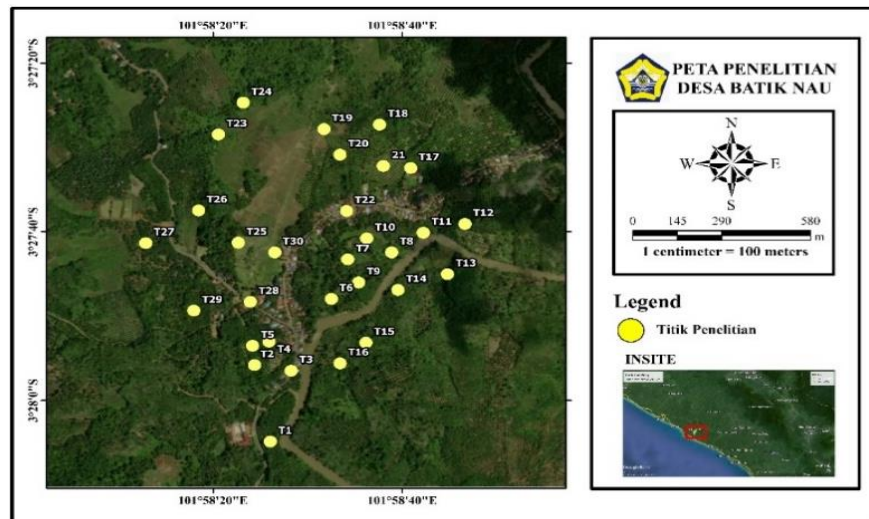 101°58'20"E
101°58'40"E
3°27'20"S
3°27'40"S
3°28'0"S
T24
T23
T19
T18
T20
21
T17
T26
T22
T12
T27
T25
T10
T11
T30
T7
T8
T13
T9
T14
T29
T28
T6
T5
T4
T15
T2
T3
T16
T1
101°58'20"E
101°58'40"E
PETA PENELITIAN
DESA BATIK NAU
N
W
E
S
0 145 290 580
m
1 centimeter = 100 meters
Legend
Titik Penelitian
INSITE